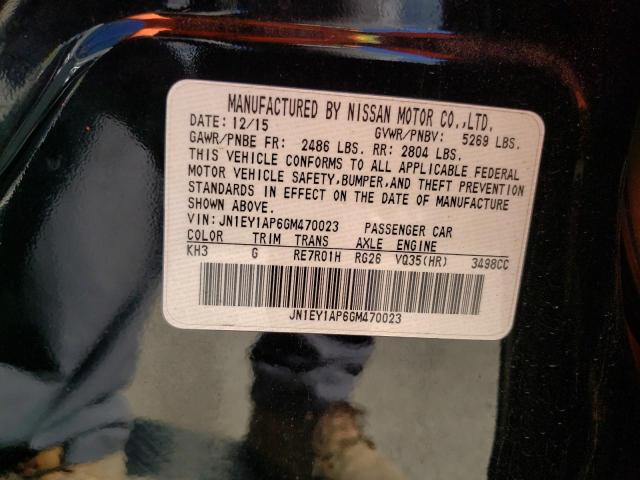 MANUFACTURED BY NISSAN MOTOR CO.,LTD.
DATE: 12/15 GVWR/PNBV: 5269 LBS.
GAWR/PNBE FR: 2486 LBS. RR: 2804 LBS.
THIS VEHICLE CONFORMS TO ALL APPLICABLE FEDERAL
MOTOR VEHICLE SAFETY,BUMPER,AND THEFT PREVENTION
STANDARDS IN EFFECT ON THE DATE OF MANUFACTURE
SHOWN ABOVE.
VIN: JN1EY1AP6GM470023 PASSENGER CAR
COLOR TRIM TRANS AXLE ENGINE
KH3 G RE7R01H RG26 VQ35(HR) 3498CC
JN1EY1AP6GM470023